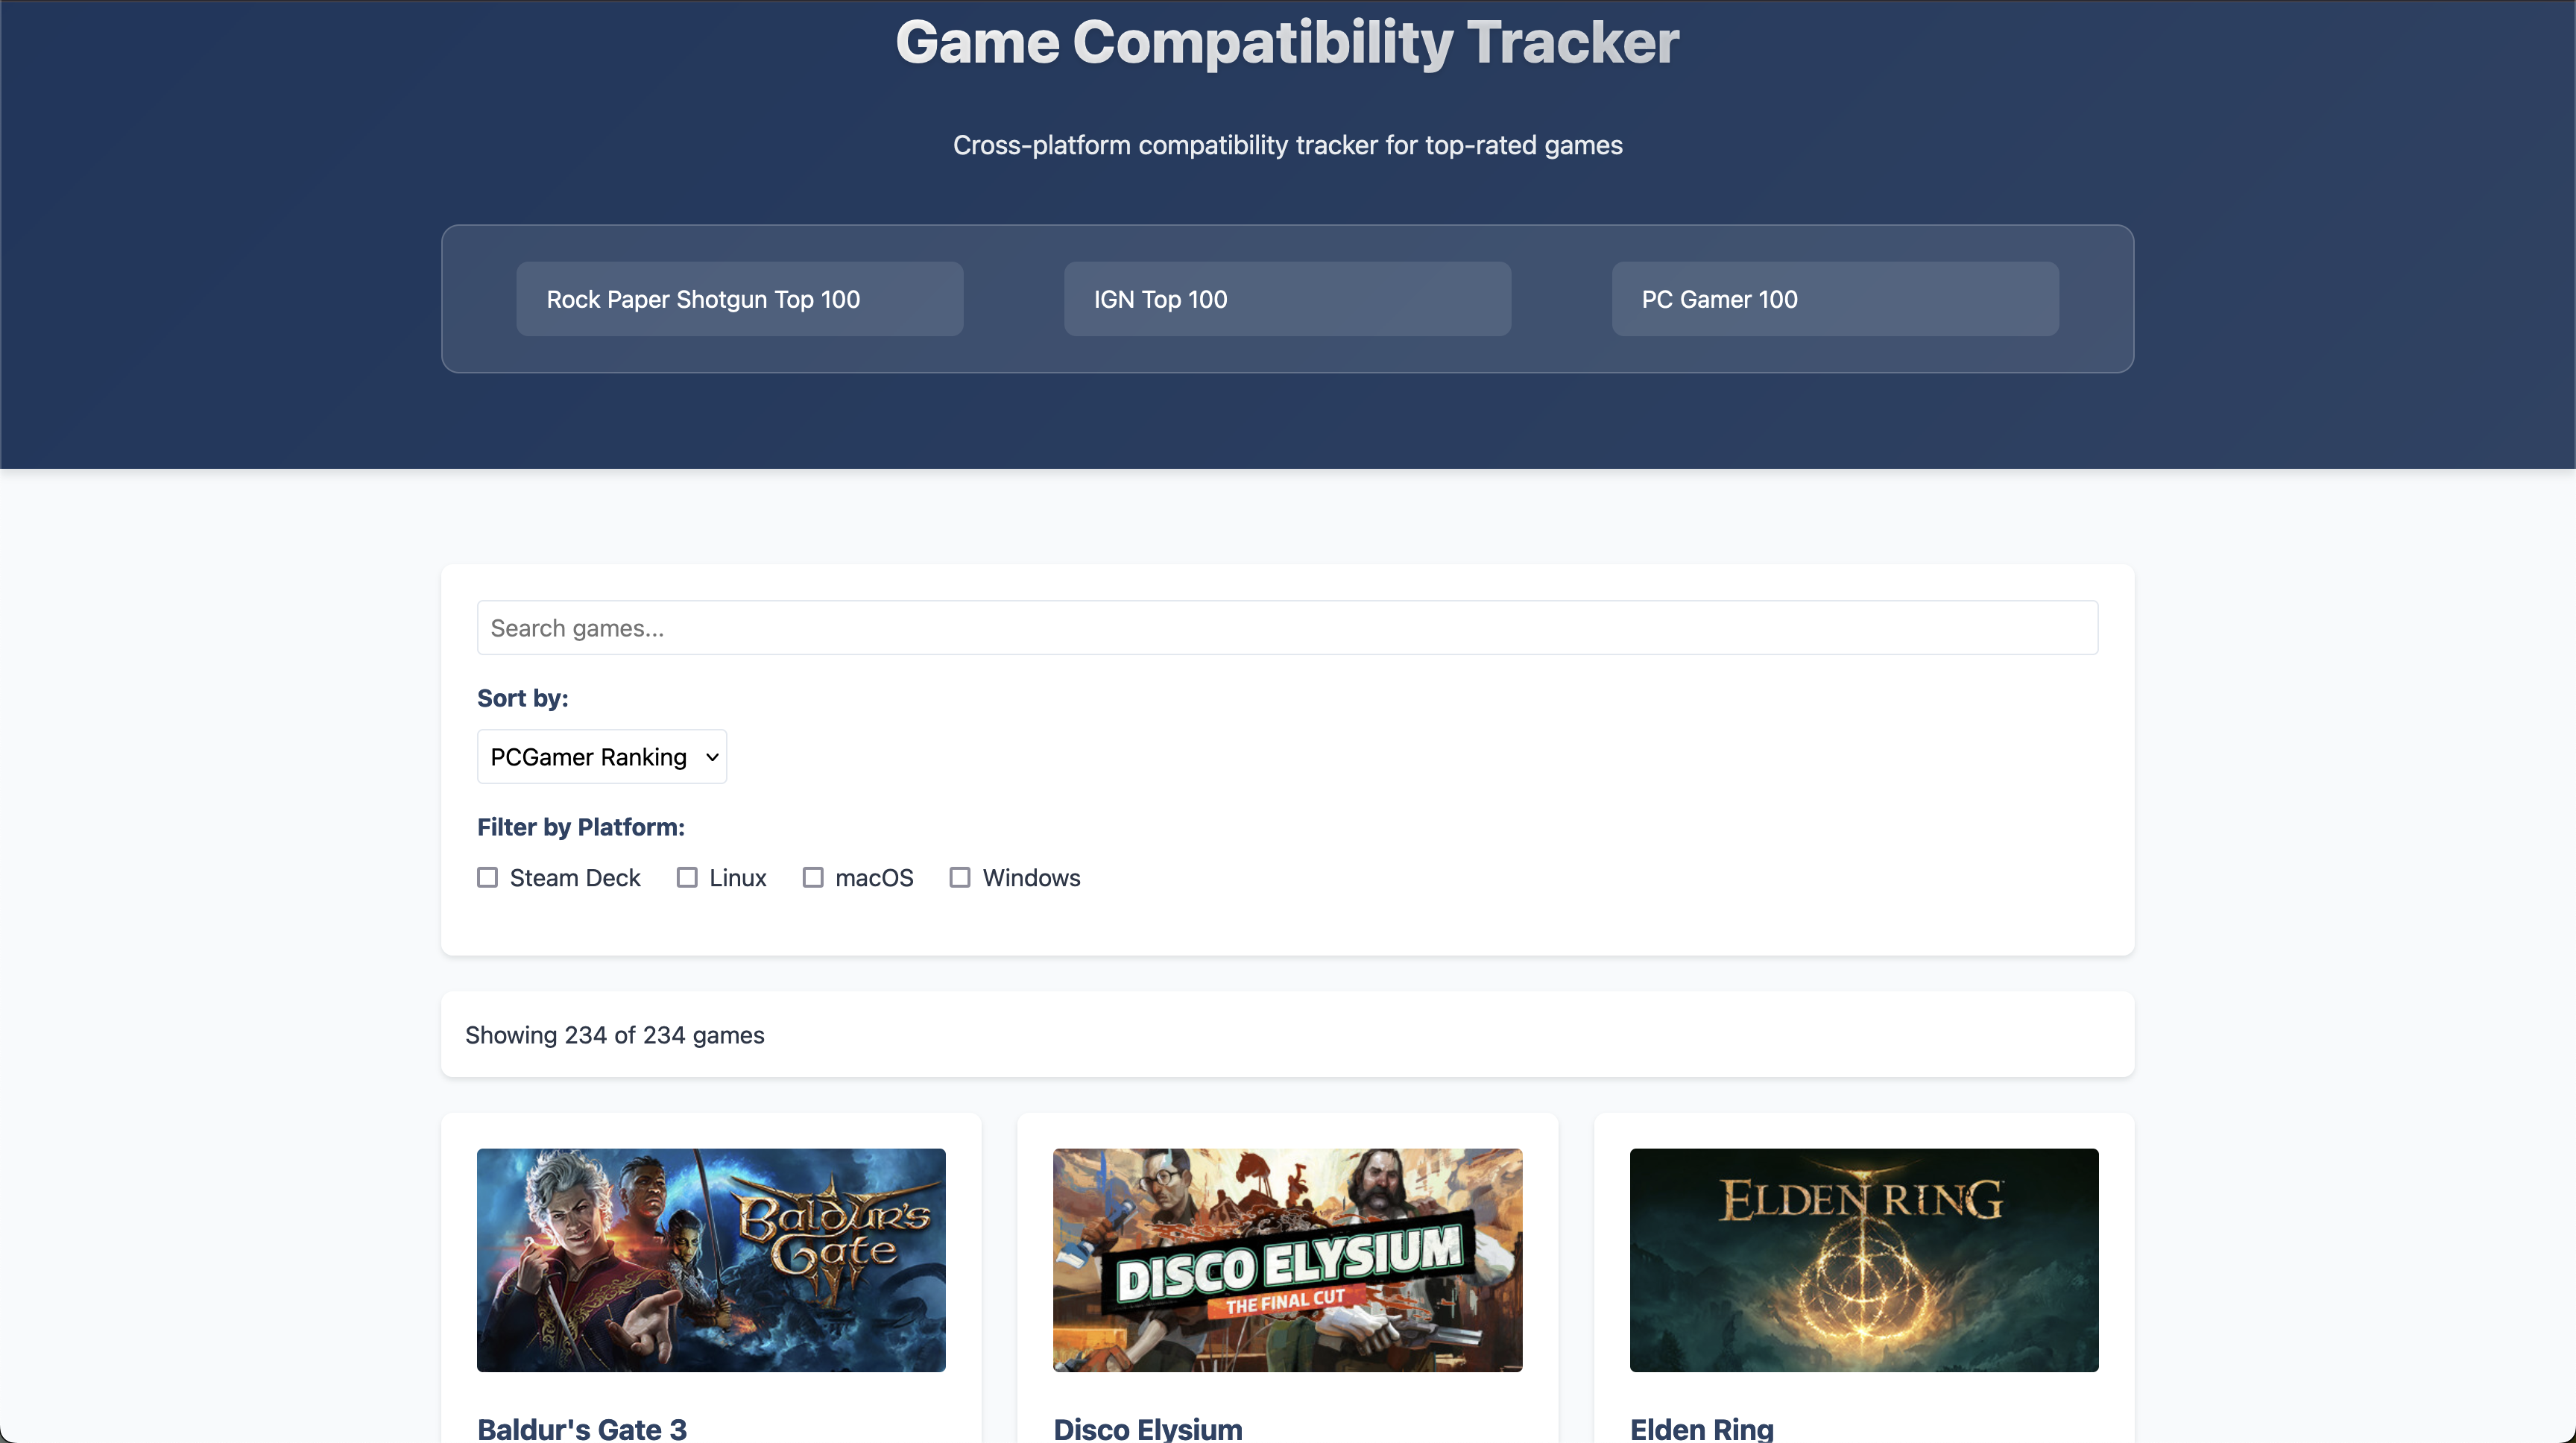 Game Compatibility Tracker
Cross-platform compatibility tracker for top-rated games
Rock Paper Shotgun Top 100
IGN Top 100
PC Gamer 100
Search games...
Sort by:
PCGamer Ranking
Filter by Platform:
Steam Deck
Linux
macOS
Windows
Showing 234 of 234 games
BALDUR'S
GATE
III
DISCO ELYSIUM
THE FINAL CUT
ELDEN RING
Baldur's Gate 3
Disco Elysium
Elden Ring